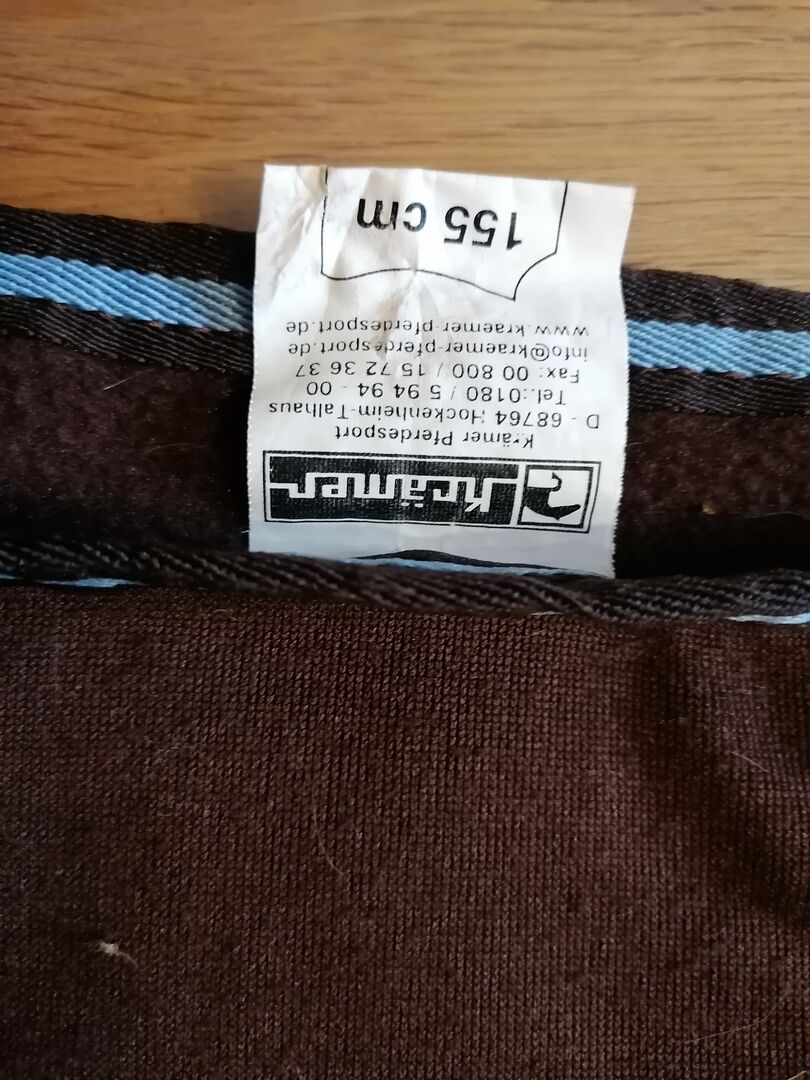 Krämer
Krämer Pferdesport
D - 68764 Hockenheim-Talhaus
Tel.:0180 / 5 94 94 - 00
Fax: 00 800 / 15 72 36 37
info@kraemer-pferdesport.de
www.kraemer-pferdesport.de
155 cm